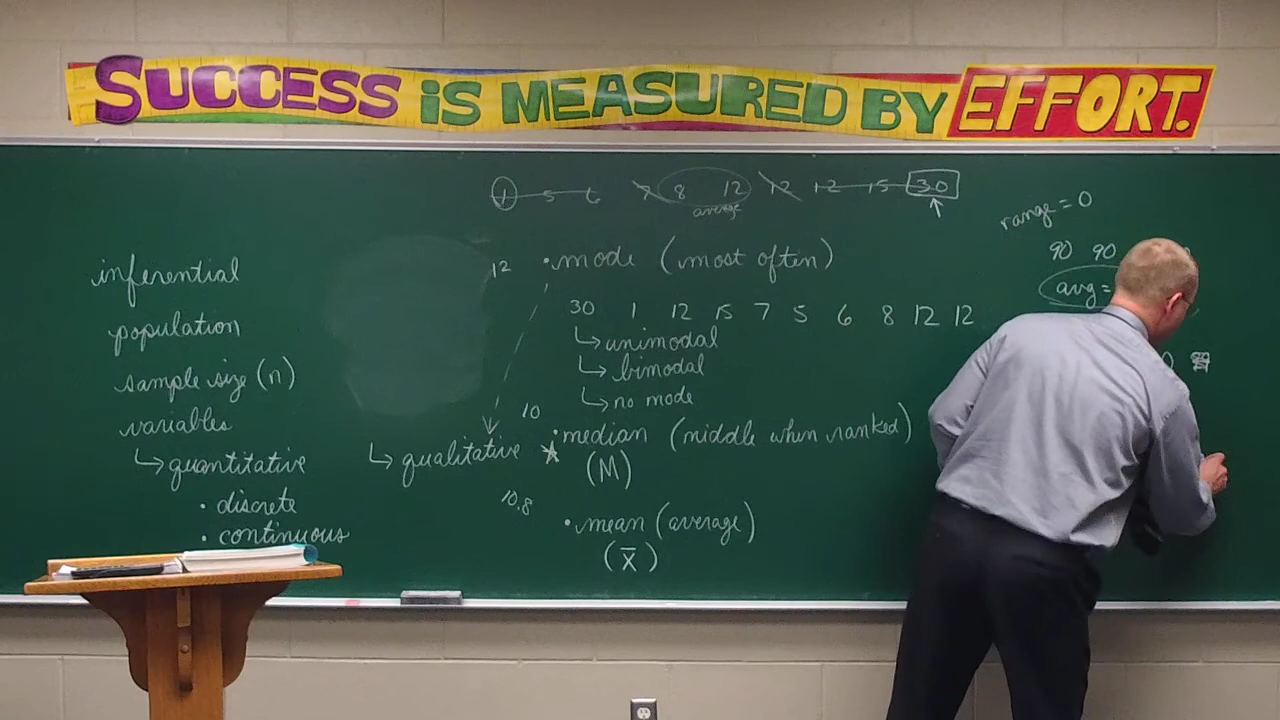 SUCCESS IS MEASURED BY EFFORT.
1 5 6 7 8 12 12 12 15 30
average
range = 0
90 90
avg =
inferential
population
sample size (n)
variables
↳ quantitative
• discrete
• continuous
↳ qualitative
12 • mode (most often)
30 1 12 15 7 5 6 8 12 12
↳ unimodal
↳ bimodal
↳ no mode
10 • median (middle when ranked)
(M)
10.8 • mean (average)
(x̄)